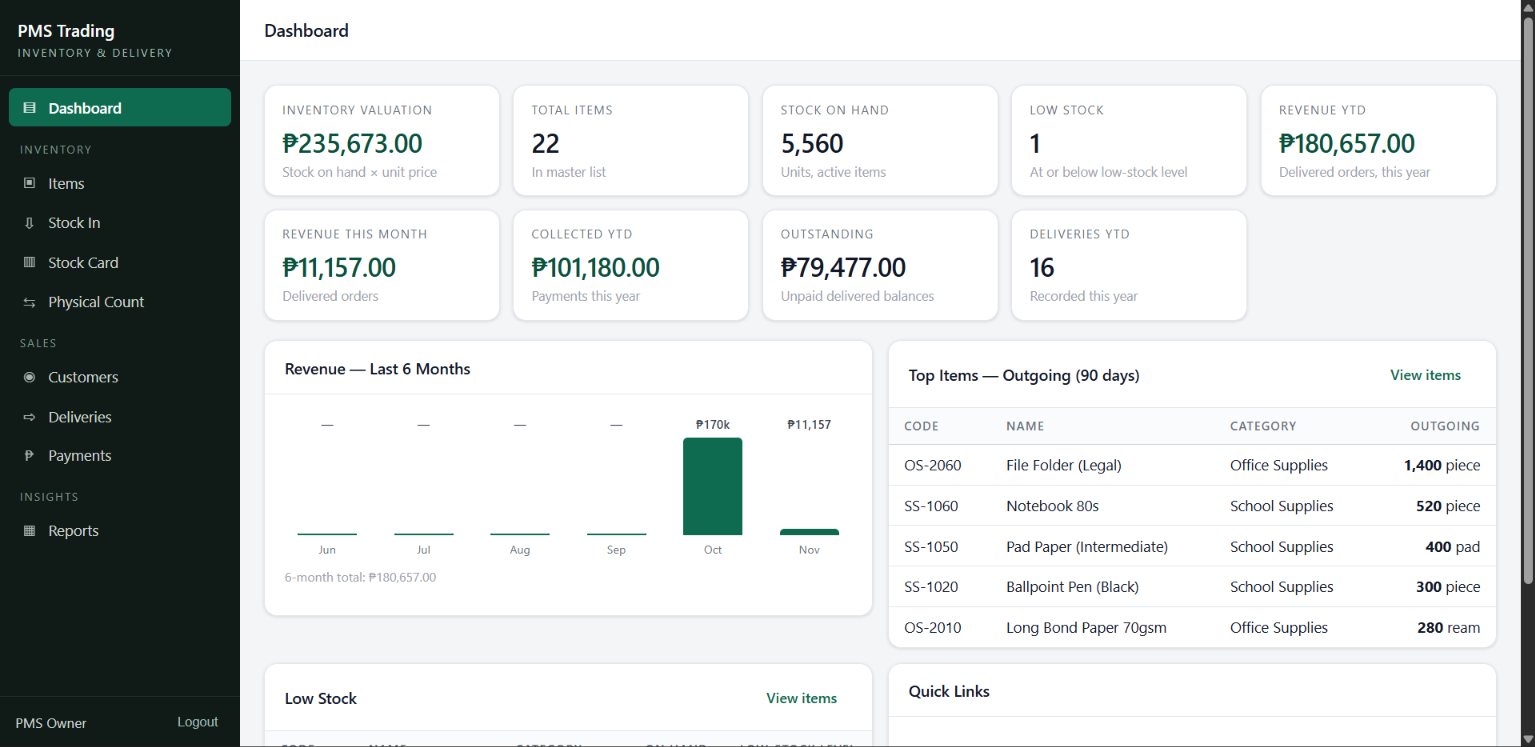 PMS Trading
INVENTORY & DELIVERY
Dashboard
INVENTORY
Items
Stock In
Stock Card
Physical Count
SALES
Customers
Deliveries
₱ Payments
INSIGHTS
Reports
PMS Owner
Logout
Dashboard
INVENTORY VALUATION
₱235,673.00
Stock on hand × unit price
TOTAL ITEMS
22
In master list
STOCK ON HAND
5,560
Units, active items
LOW STOCK
1
At or below low-stock level
REVENUE YTD
₱180,657.00
Delivered orders, this year
REVENUE THIS MONTH
₱11,157.00
Delivered orders
COLLECTED YTD
₱101,180.00
Payments this year
OUTSTANDING
₱79,477.00
Unpaid delivered balances
DELIVERIES YTD
16
Recorded this year
Revenue — Last 6 Months
— — — — ₱170k ₱11,157
Jun Jul Aug Sep Oct Nov
6-month total: ₱180,657.00
Top Items — Outgoing (90 days)
View items
CODE NAME CATEGORY OUTGOING
OS-2060 File Folder (Legal) Office Supplies 1,400 piece
SS-1060 Notebook 80s School Supplies 520 piece
SS-1050 Pad Paper (Intermediate) School Supplies 400 pad
SS-1020 Ballpoint Pen (Black) School Supplies 300 piece
OS-2010 Long Bond Paper 70gsm Office Supplies 280 ream
Low Stock
View items
CODE NAME CATEGORY ON HAND LOW-STOCK LEVEL
Quick Links